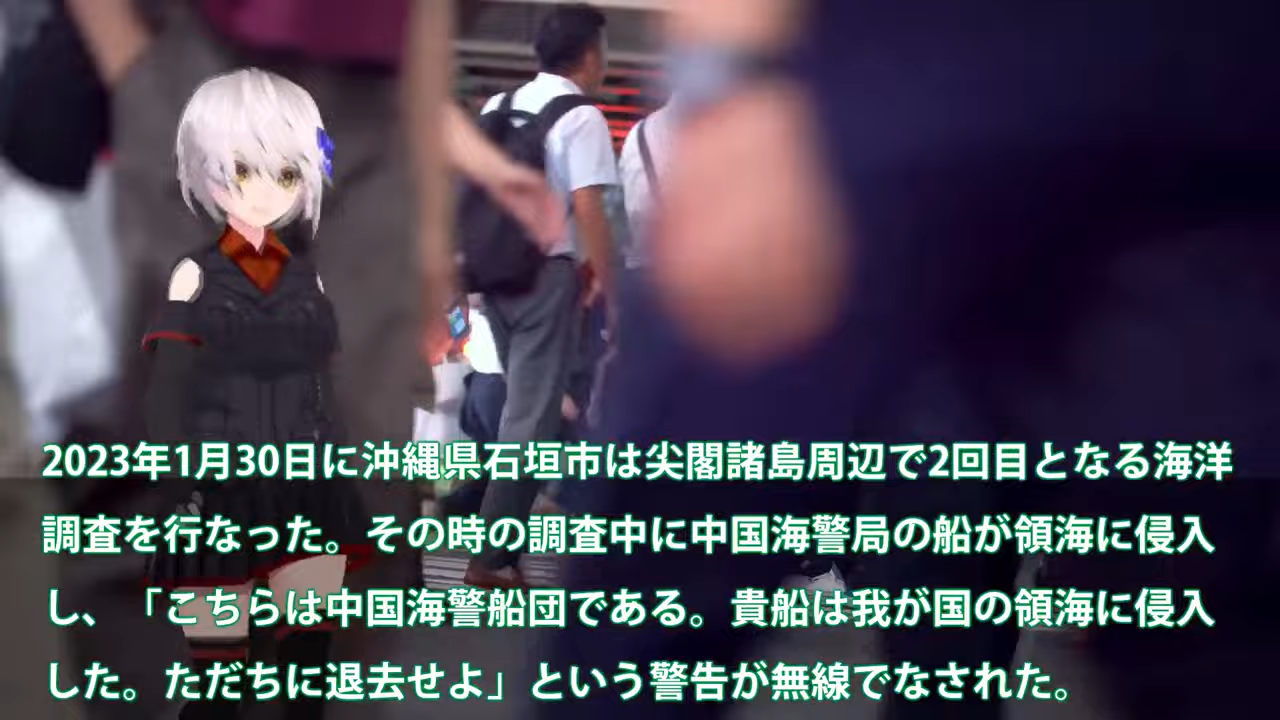 2023年1月30日に沖縄県石垣市は尖閣諸島周辺で2回目となる海洋
調査を行なった。その時の調査中に中国海警局の船が領海に侵入
し、「こちらは中国海警船団である。貴船は我が国の領海に侵入
した。ただちに退去せよ」という警告が無線でなされた。